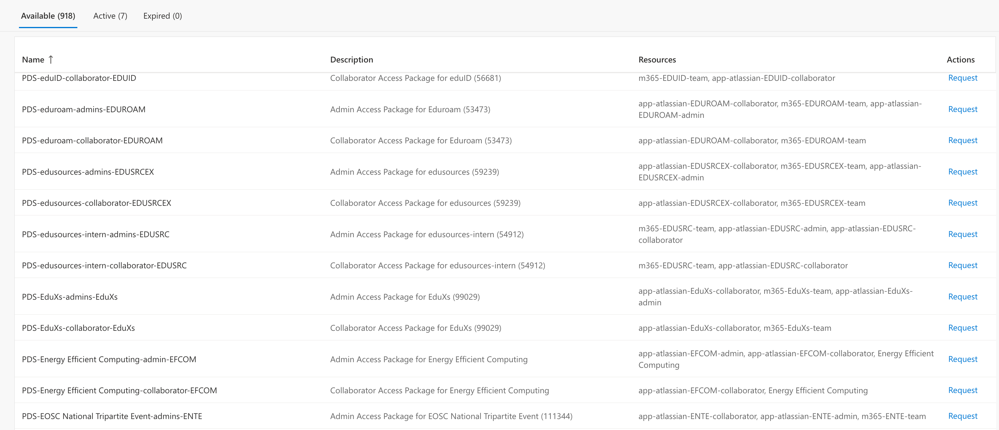 Available (918) Active (7) Expired (0)
Name ↑ Description Resources Actions
PDS-eduID-collaborator-EDUID Collaborator Access Package for eduID (56681) m365-EDUID-team, app-atlassian-EDUID-collaborator Request
PDS-eduroam-admins-EDUROAM Admin Access Package for Eduroam (53473) app-atlassian-EDUROAM-collaborator, m365-EDUROAM-team, app-atlassian-
EDUROAM-admin Request
PDS-eduroam-collaborator-EDUROAM Collaborator Access Package for Eduroam (53473) app-atlassian-EDUROAM-collaborator, m365-EDUROAM-team Request
PDS-edusources-admins-EDUSRCEX Admin Access Package for edusources (59239) app-atlassian-EDUSRCEX-collaborator, m365-EDUSRCEX-team, app-atlassian-
EDUSRCEX-admin Request
PDS-edusources-collaborator-EDUSRCEX Collaborator Access Package for edusources (59239) app-atlassian-EDUSRCEX-collaborator, m365-EDUSRCEX-team Request
PDS-edusources-intern-admins-EDUSRC Admin Access Package for edusources-intern (54912) m365-EDUSRC-team, app-atlassian-EDUSRC-admin, app-atlassian-EDUSRC-
collaborator Request
PDS-edusources-intern-collaborator-EDUSRC Collaborator Access Package for edusources-intern (54912) m365-EDUSRC-team, app-atlassian-EDUSRC-collaborator Request
PDS-EduXs-admins-EduXs Admin Access Package for EduXs (99029) app-atlassian-EduXs-collaborator, m365-EduXs-team, app-atlassian-EduXs-
admin Request
PDS-EduXs-collaborator-EduXs Collaborator Access Package for EduXs (99029) app-atlassian-EduXs-collaborator, m365-EduXs-team Request
PDS-Energy Efficient Computing-admin-EFCOM Admin Access Package for Energy Efficient Computing app-atlassian-EFCOM-admin, app-atlassian-EFCOM-collaborator, Energy Efficient
Computing Request
PDS-Energy Efficient Computing-collaborator-EFCOM Collaborator Access Package for Energy Efficient Computing app-atlassian-EFCOM-collaborator, Energy Efficient Computing Request
PDS-EOSC National Tripartite Event-admins-ENTE Admin Access Package for EOSC National Tripartite Event (111344) app-atlassian-ENTE-collaborator, app-atlassian-ENTE-admin, m365-ENTE-team Request